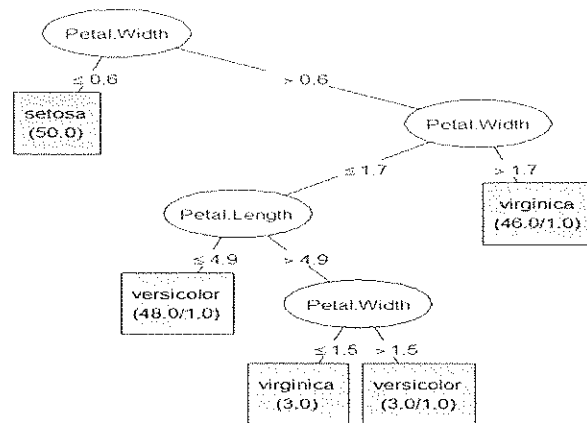 Petal.Width
≤ 0.6
> 0.6
setosa
(50.0)
Petal.Width
≤ 1.7
> 1.7
Petal.Length
virginica
(46.0/1.0)
≤ 4.9
> 4.9
versicolor
(48.0/1.0)
Petal.Width
≤ 1.5
> 1.5
virginica
(3.0)
versicolor
(3.0/1.0)